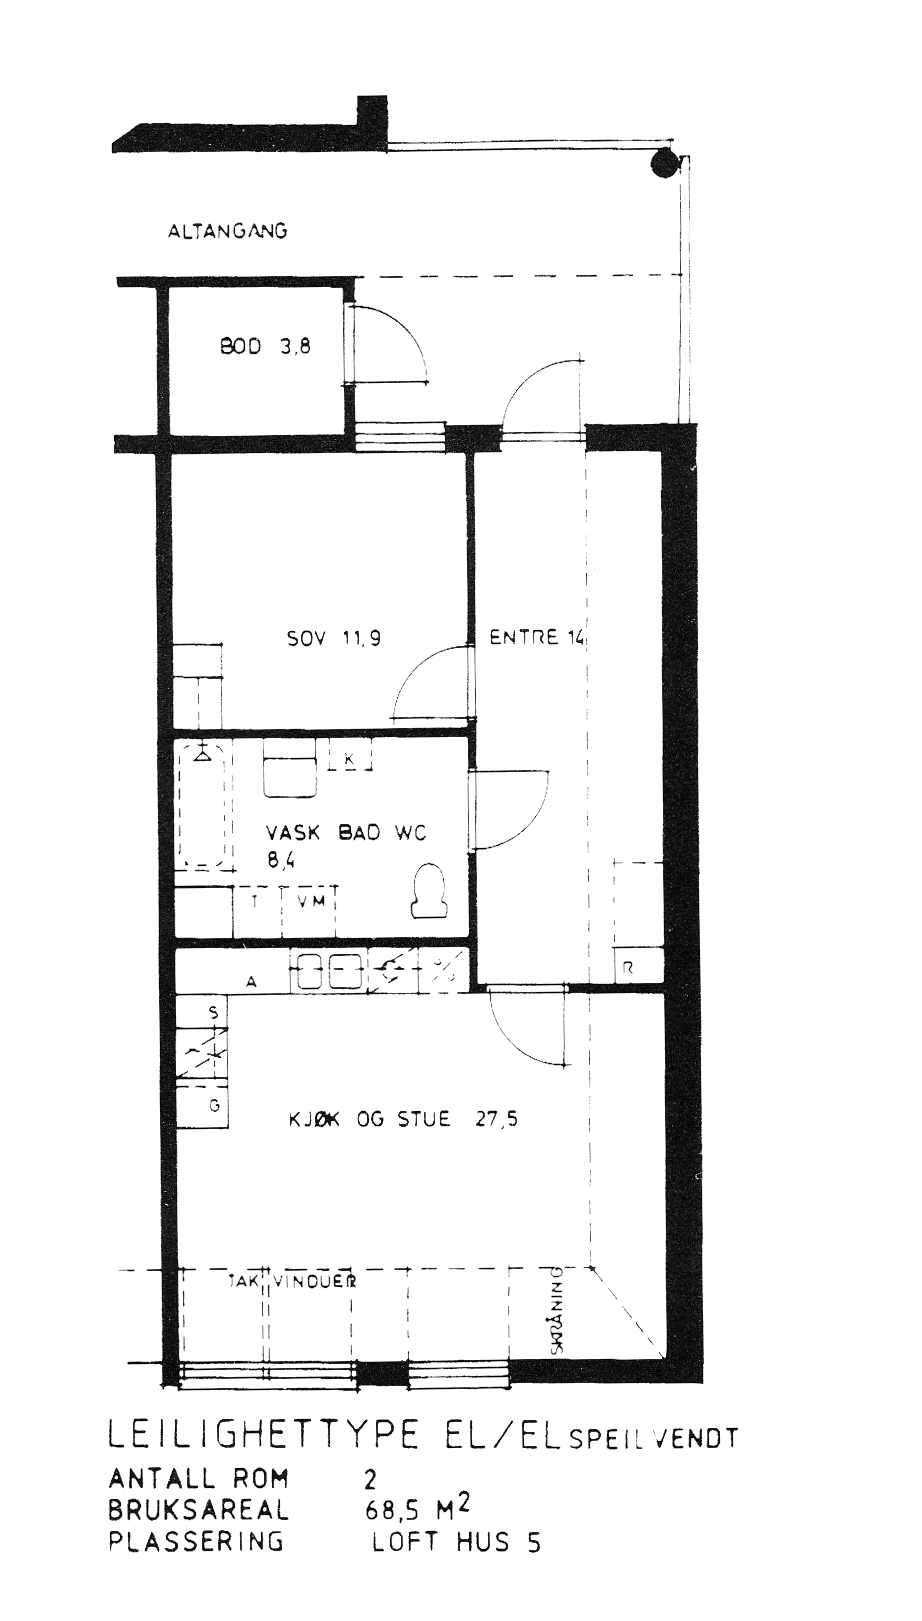 ALTANGANG
BOD 3,8
SOV 11,9
ENTRE 14
K
VASK BAD WC
8,4
T
VM
R
A
S
G
KJØK OG STUE 27,5
TAK VINDUER
SKRÅNING
LEILIGHETTYPE EL/EL SPEILVENDT
ANTALL ROM 2
BRUKSAREAL 68,5 M²
PLASSERING LOFT HUS 5